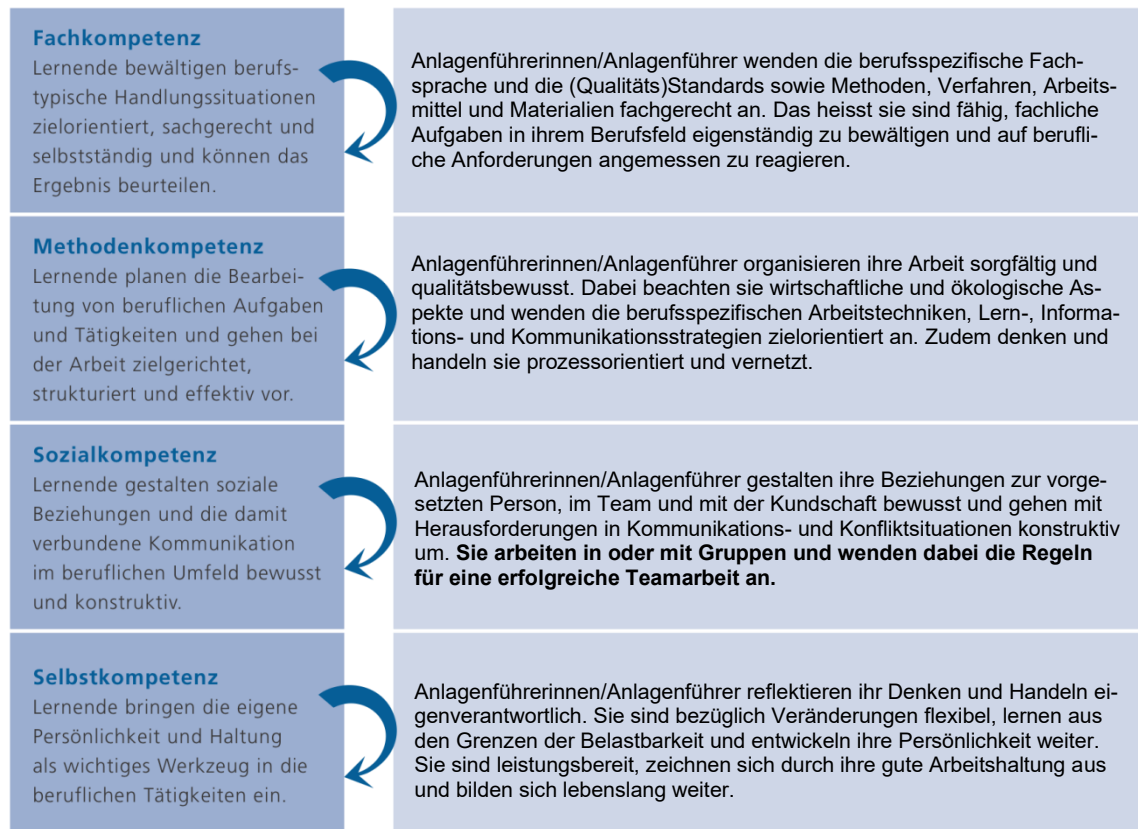 Fachkompetenz
Lernende bewältigen berufs-
typische Handlungssituationen
zielorientiert, sachgerecht und
selbstständig und können das
Ergebnis beurteilen.
Anlagenführerinnen/Anlagenführer wenden die berufsspezifische Fach-
sprache und die (Qualitäts)Standards sowie Methoden, Verfahren, Arbeits-
mittel und Materialien fachgerecht an. Das heisst sie sind fähig, fachliche
Aufgaben in ihrem Berufsfeld eigenständig zu bewältigen und auf berufli-
che Anforderungen angemessen zu reagieren.
Methodenkompetenz
Lernende planen die Bearbei-
tung von beruflichen Aufgaben
und Tätigkeiten und gehen bei
der Arbeit zielgerichtet,
strukturiert und effektiv vor.
Anlagenführerinnen/Anlagenführer organisieren ihre Arbeit sorgfältig und
qualitätsbewusst. Dabei beachten sie wirtschaftliche und ökologische As-
pekte und wenden die berufsspezifischen Arbeitstechniken, Lern-, Informa-
tions- und Kommunikationsstrategien zielorientiert an. Zudem denken und
handeln sie prozessorientiert und vernetzt.
Sozialkompetenz
Lernende gestalten soziale
Beziehungen und die damit
verbundene Kommunikation
im beruflichen Umfeld bewusst
und konstruktiv.
Anlagenführerinnen/Anlagenführer gestalten ihre Beziehungen zur vorge-
setzten Person, im Team und mit der Kundschaft bewusst und gehen mit
Herausforderungen in Kommunikations- und Konfliktsituationen konstruktiv
um. Sie arbeiten in oder mit Gruppen und wenden dabei die Regeln
für eine erfolgreiche Teamarbeit an.
Selbstkompetenz
Lernende bringen die eigene
Persönlichkeit und Haltung
als wichtiges Werkzeug in die
beruflichen Tätigkeiten ein.
Anlagenführerinnen/Anlagenführer reflektieren ihr Denken und Handeln ei-
genverantwortlich. Sie sind bezüglich Veränderungen flexibel, lernen aus
den Grenzen der Belastbarkeit und entwickeln ihre Persönlichkeit weiter.
Sie sind leistungsbereit, zeichnen sich durch ihre gute Arbeitshaltung aus
und bilden sich lebenslang weiter.